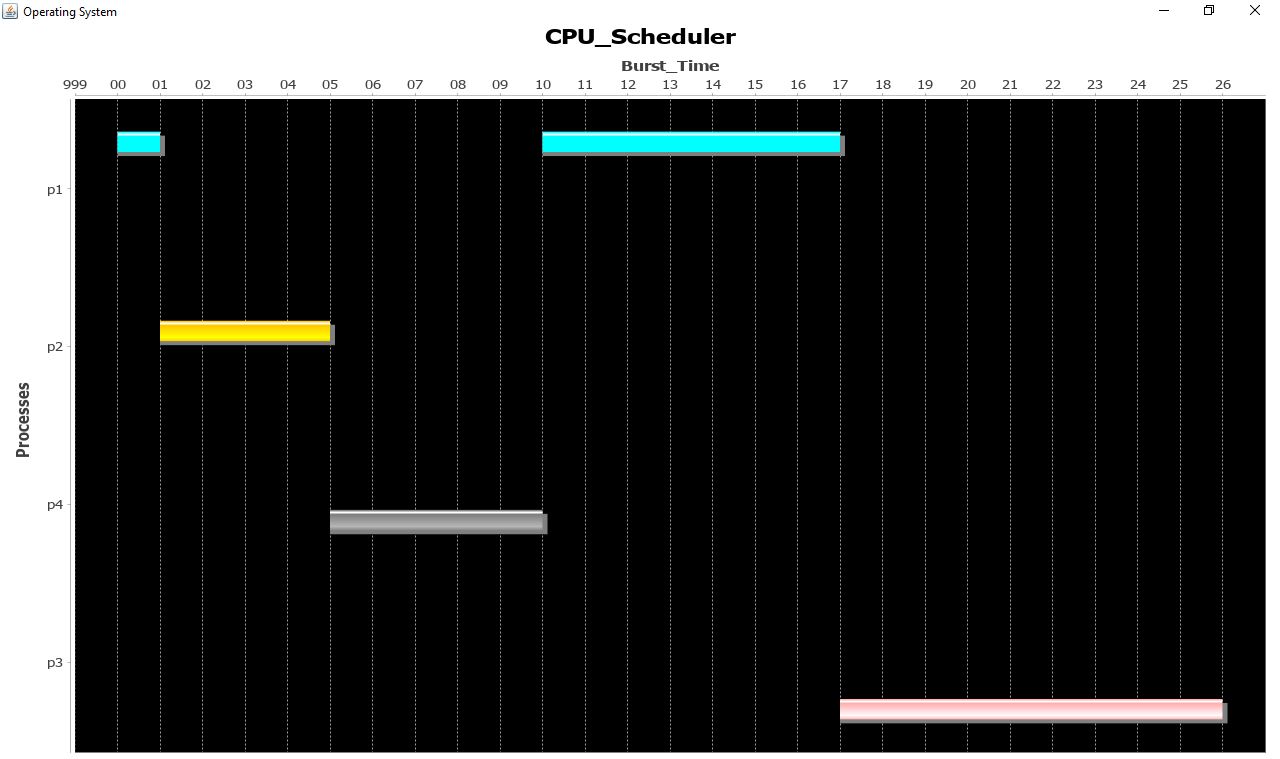 Operating System
CPU_Scheduler
Burst_Time
999 00 01 02 03 04 05 06 07 08 09 10 11 12 13 14 15 16 17 18 19 20 21 22 23 24 25 26
p1
p2
Processes
p4
p3